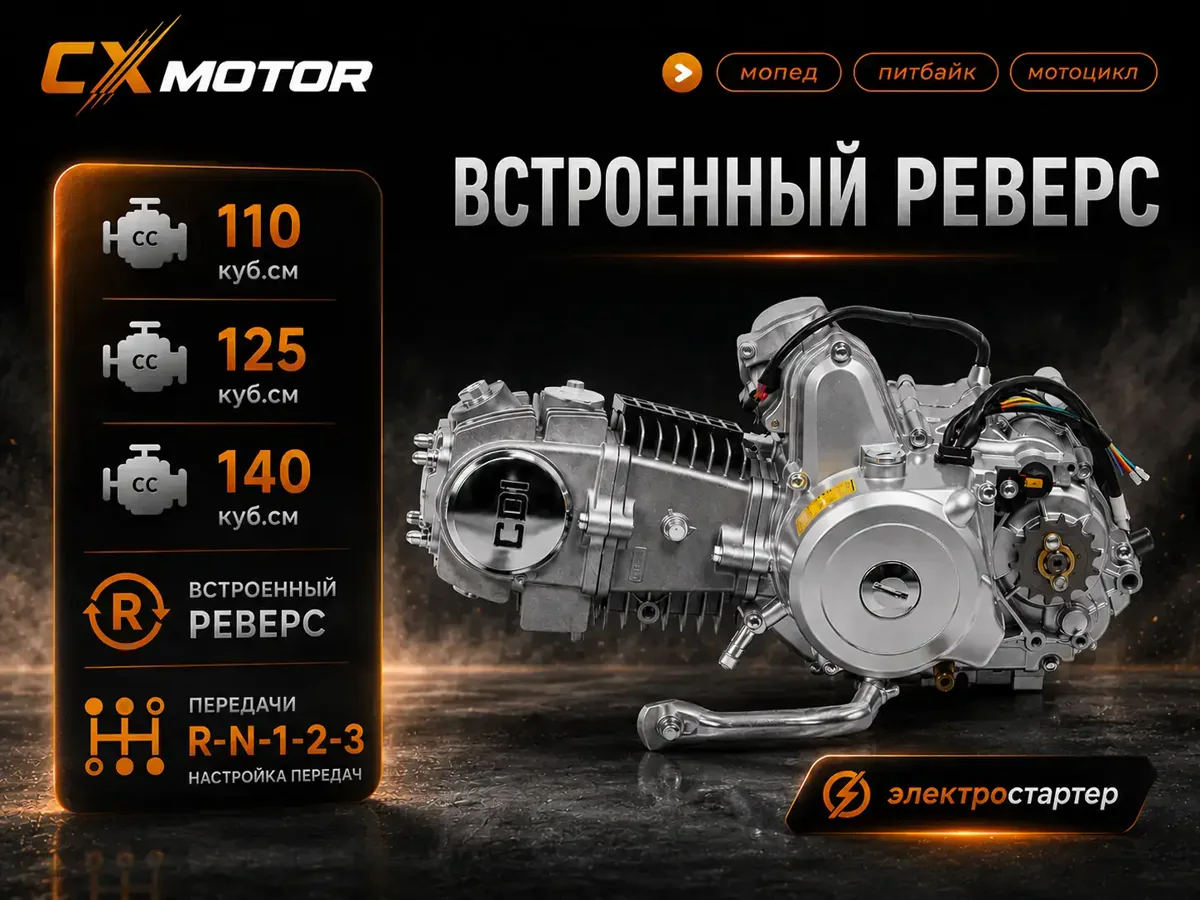 CX MOTOR
мопед
питбайк
мотоцикл
ВСТРОЕННЫЙ РЕВЕРС
CC
110
куб.см
CC
125
куб.см
CC
140
куб.см
R
ВСТРОЕННЫЙ
РЕВЕРС
ПЕРЕДАЧИ
R-N-1-2-3
НАСТРОЙКА ПЕРЕДАЧ
CDI
электростартер